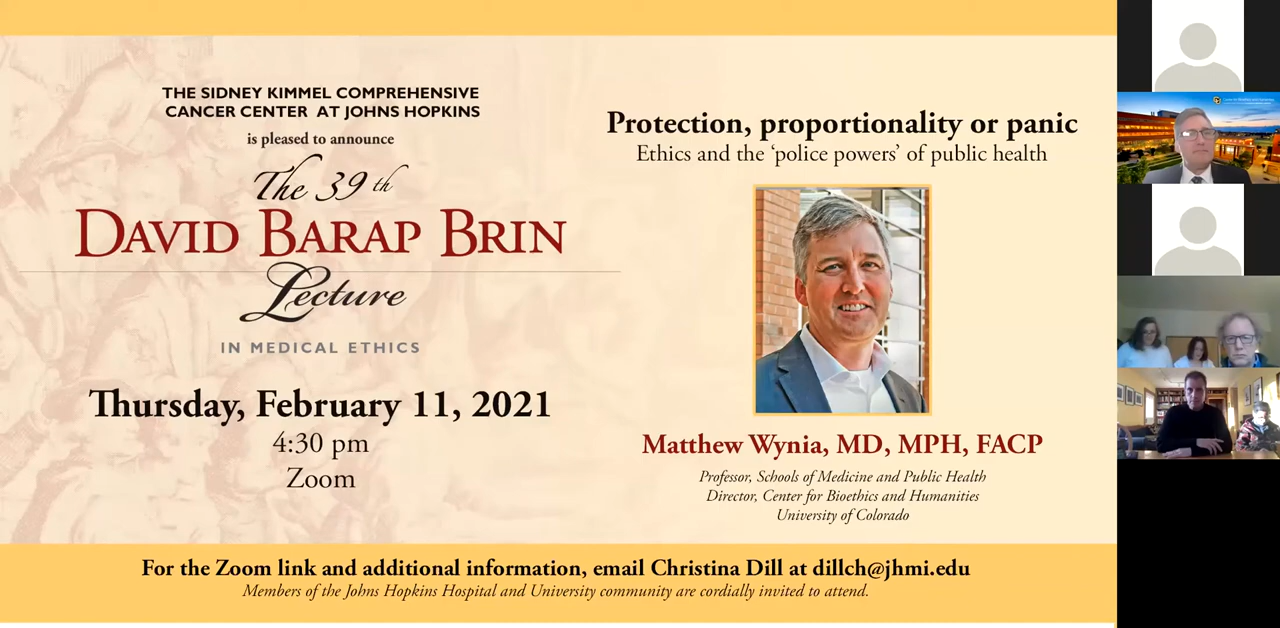 THE SIDNEY KIMMEL COMPREHENSIVE
CANCER CENTER AT JOHNS HOPKINS
is pleased to announce
The 39th
DAVID BARAP BRIN
Lecture
IN MEDICAL ETHICS
Thursday, February 11, 2021
4:30 pm
Zoom
Protection, proportionality or panic
Ethics and the ‘police powers’ of public health
Matthew Wynia, MD, MPH, FACP
Professor, Schools of Medicine and Public Health
Director, Center for Bioethics and Humanities
University of Colorado
For the Zoom link and additional information, email Christina Dill at dillch@jhmi.edu
Members of the Johns Hopkins Hospital and University community are cordially invited to attend.